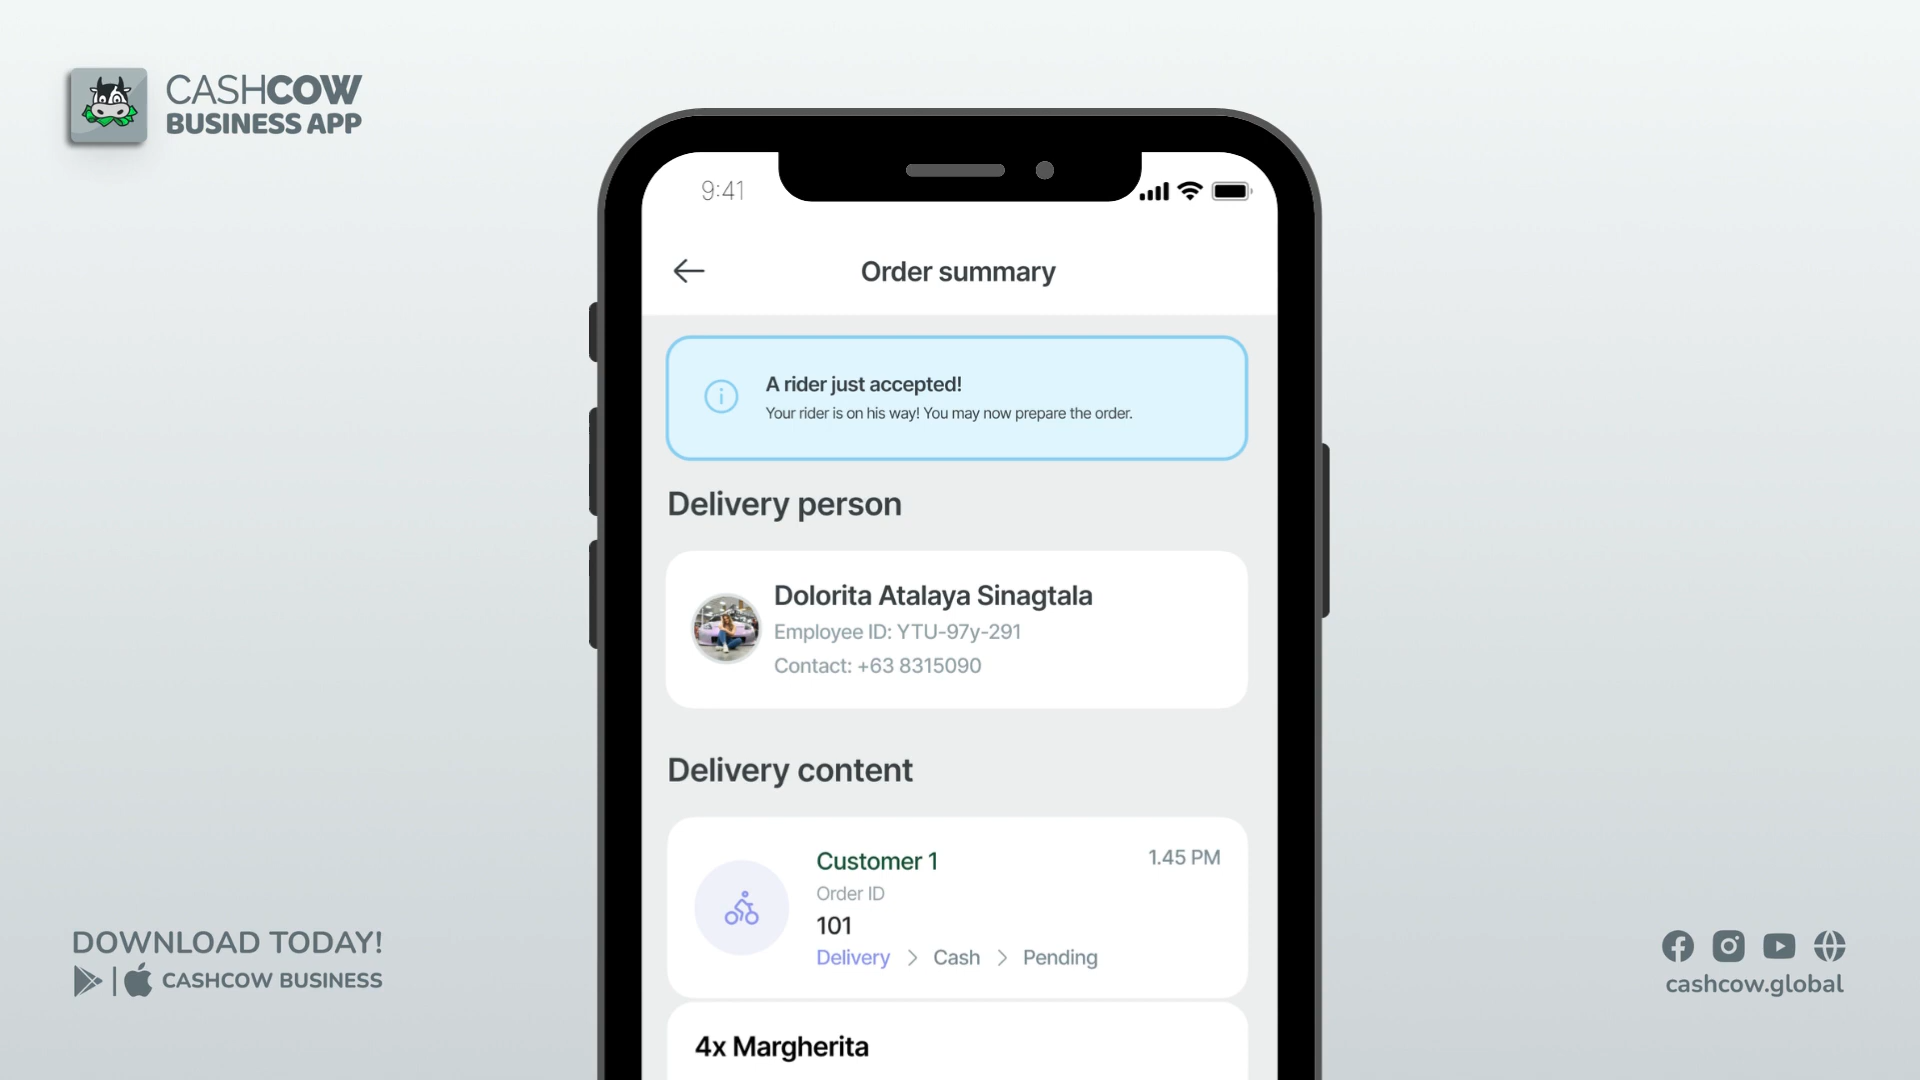 CASHCOW
BUSINESS APP
9:41
Order summary
A rider just accepted!
Your rider is on his way! You may now prepare the order.
Delivery person
Dolorita Atalaya Sinagtala
Employee ID: YTU-97y-291
Contact: +63 8315090
Delivery content
Customer 1
1.45 PM
Order ID
101
Delivery > Cash > Pending
4x Margherita
DOWNLOAD TODAY!
CASHCOW BUSINESS
cashcow.global